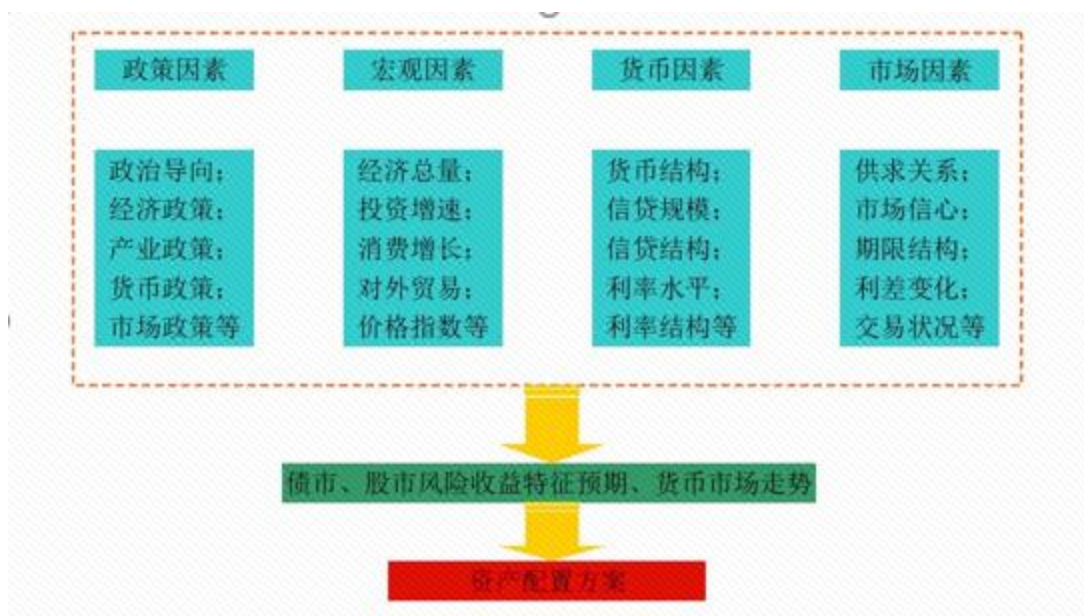 政策因素
宏观因素
货币因素
市场因素
政治导向；
经济政策；
产业政策；
货币政策；
市场政策等
经济总量；
投资增速；
消费增长；
对外贸易；
价格指数等
货币结构；
信贷规模；
信贷结构；
利率水平；
利率结构等
供求关系；
市场信心；
期限结构；
利差变化；
交易状况等
债市、股市风险收益特征预期、货币市场走势
资产配置方案